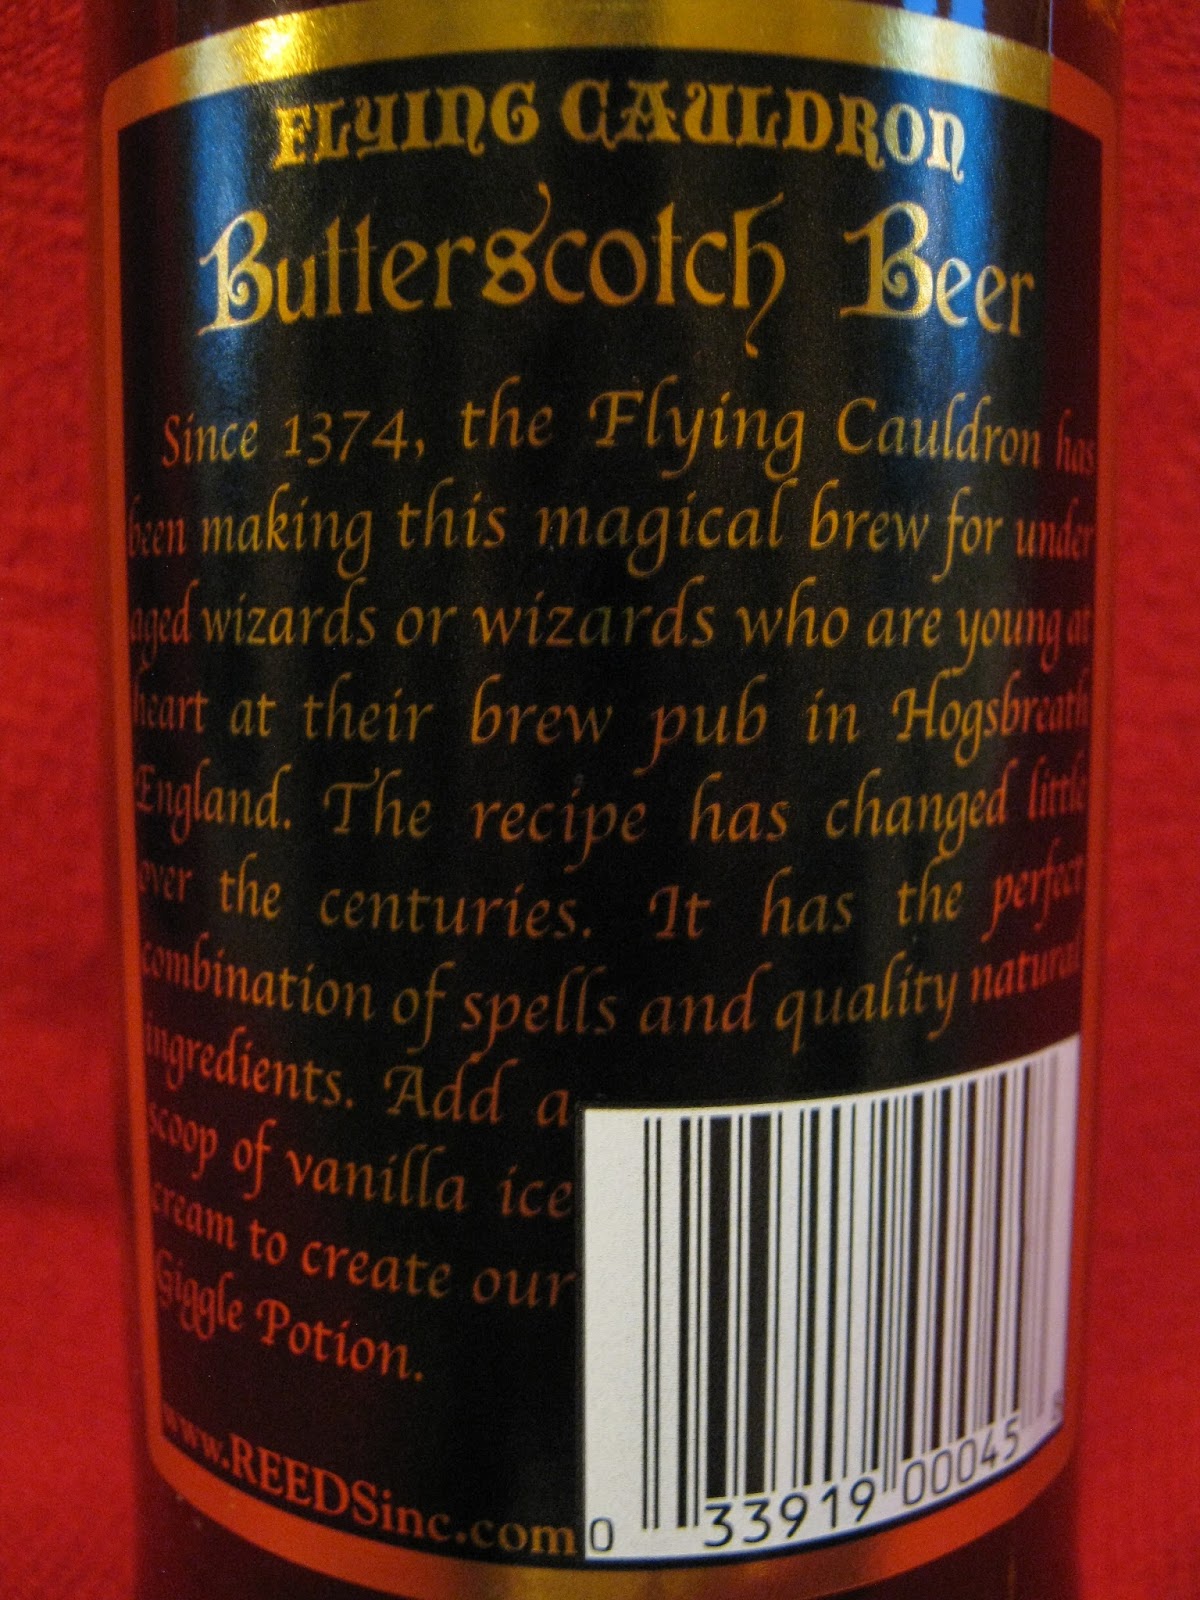 FLYING CAULDRON
Butterscotch Beer
Since 1374, the Flying Cauldron has
been making this magical brew for under
aged wizards or wizards who are young at
heart at their brew pub in Hogsbreath
England. The recipe has changed little
over the centuries. It has the perfect
combination of spells and quality natural
ingredients. Add a
scoop of vanilla ice
cream to create our
Giggle Potion.
www.REEDSinc.com
0 33919 00045